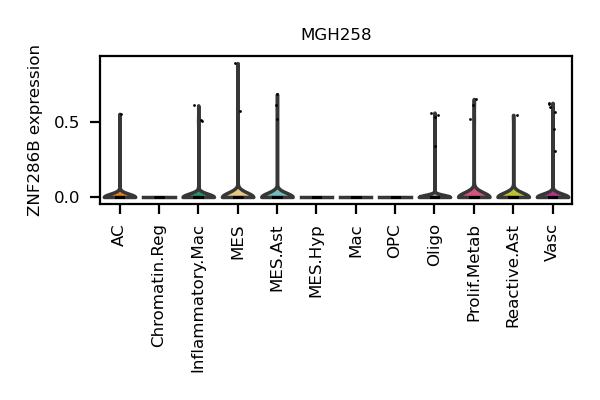 MGH258
ZNF286B expression
0.5
0.0
AC
Chromatin.Reg
Inflammatory.Mac
MES
MES.Ast
MES.Hyp
Mac
OPC
Oligo
Prolif.Metab
Reactive.Ast
Vasc